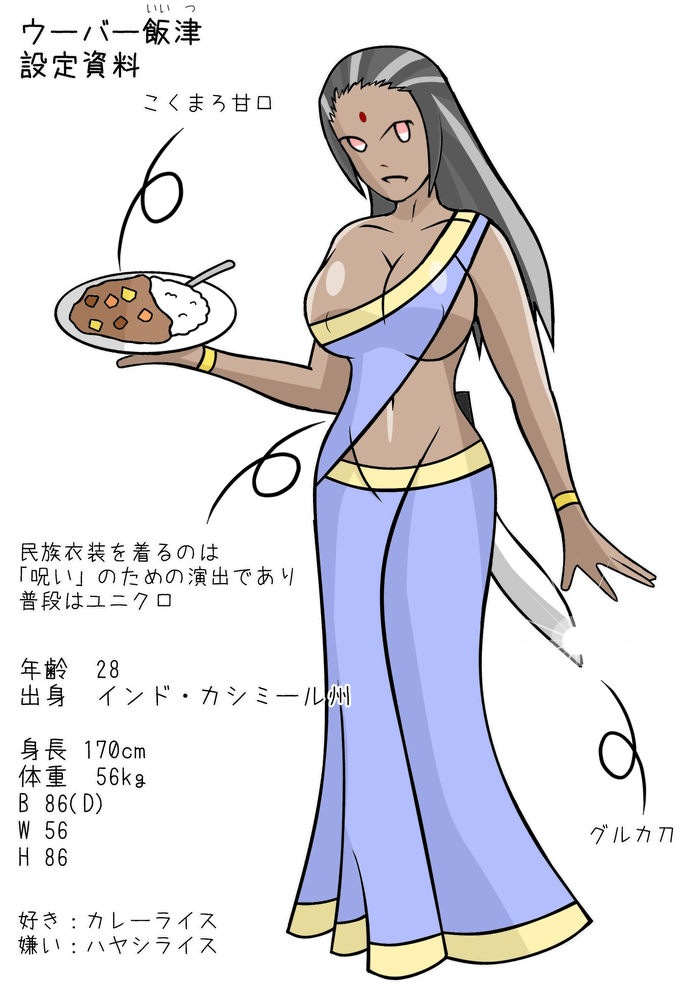 いい つ
ウーバー飯津
設定資料
こくまろ甘口
民族衣装を着るのは
「呪い」のための演出であり
普段はユニクロ
年齢 28
出身 インド・カシミール州
身長 170cm
体重 56kg
B 86(D)
W 56
H 86
グルカ刀
好き：カレーライス
嫌い：ハヤシライス